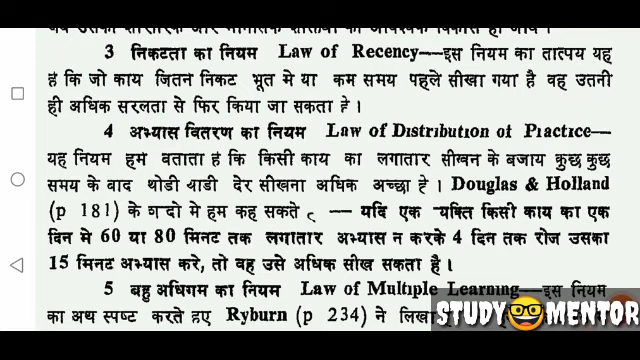 3 निकटता का नियम Law of Recency—इस नियम का तात्पय यह
ह कि जो काय जितन निकट भूत मे या कम समय पहले सीखा गया है वह उतनी
ही अधिक सरलता से फिर किया जा सकता है।
4 अभ्यास वितरण का नियम Law of Distribution of Practice—
यह नियम हम बताता ह कि किसी काय का लगातार सीखन के बजाय कुछ कुछ
समय के बाद थोडी थाडी देर सीखना अधिक अच्छा है। Douglas & Holland
(p 181) के श दो मे हम कह सकते — यदि एक यक्ति किसी काय का एक
दिन मे 60 या 80 मिनट तक लगातार अभ्यास न करके 4 दिन तक रोज उसका
15 मिनट अभ्यास करे, तो वह उसे अधिक सीख सकता है।
5 बहु अधिगम का नियम Law of Multiple Learning—इस नियम
का अथ स्पष्ट करते हए Ryburn (p 234) ने लिखा
STUDY MENTOR